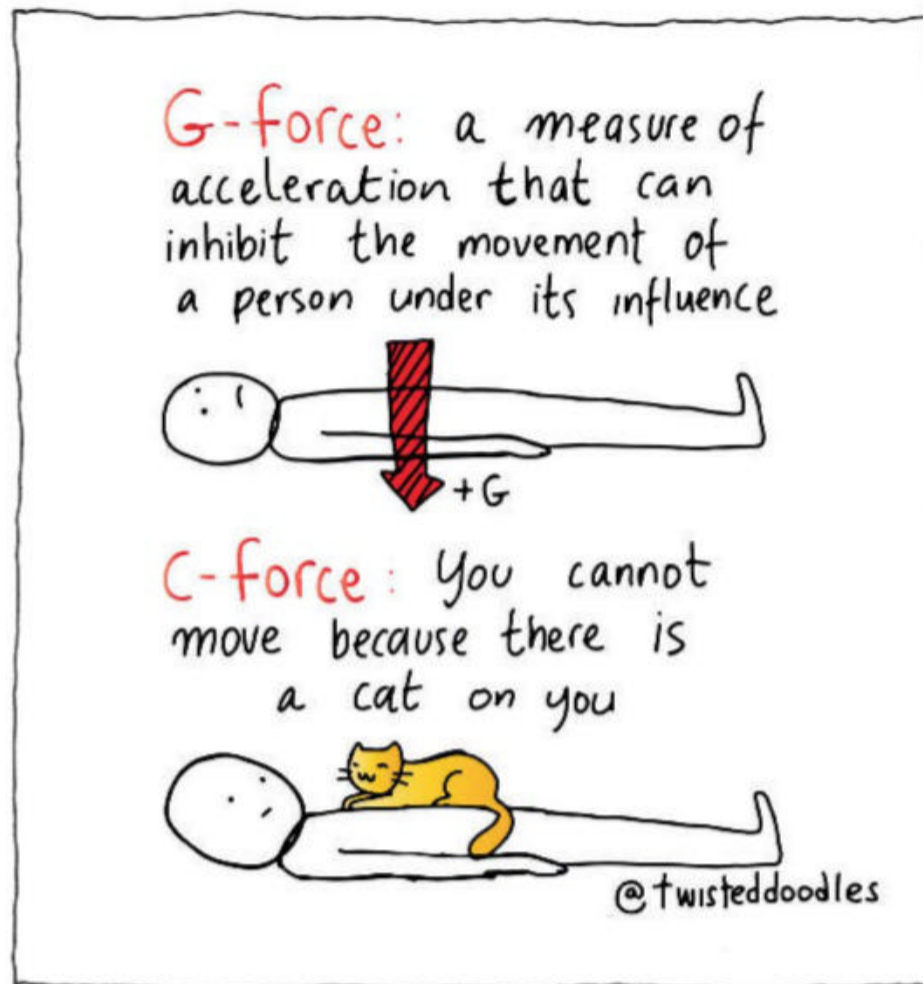 G-force: a measure of
acceleration that can
inhibit the movement of
a person under its influence
+G
C-force: You cannot
move because there is
a cat on you
@twisteddoodles